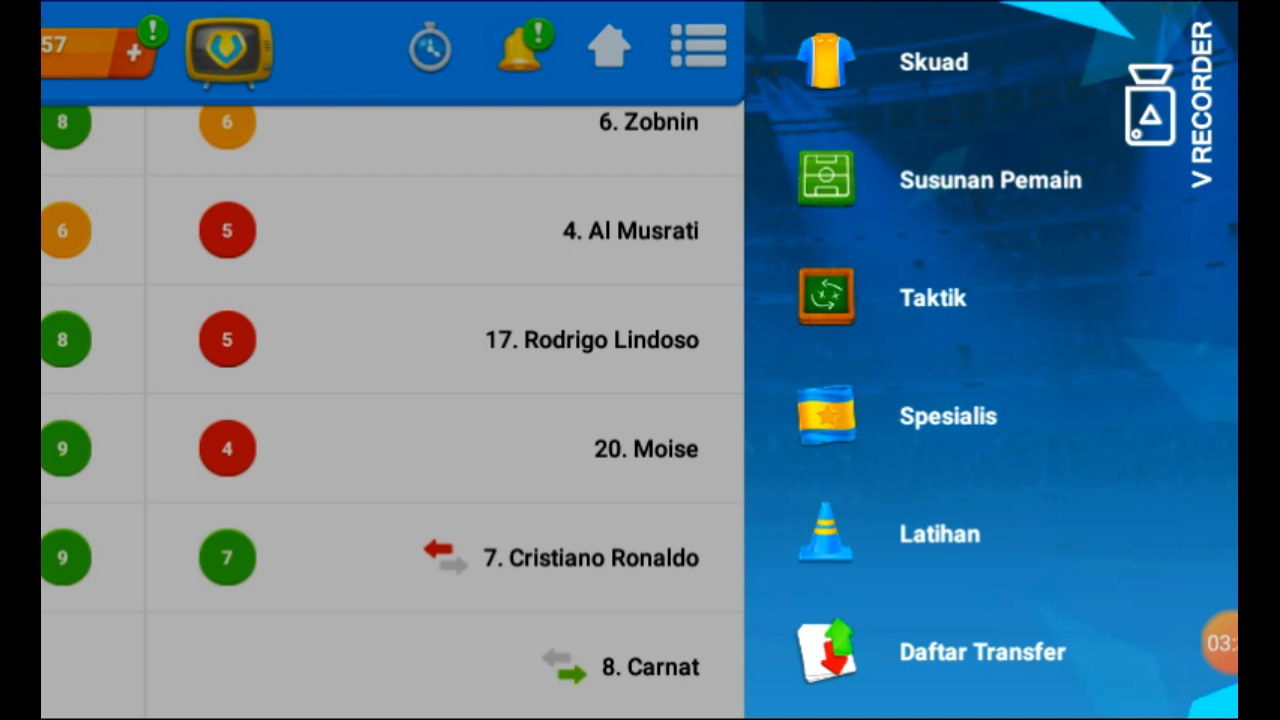 57
8 6 6. Zobnin
6 5 4. Al Musrati
8 5 17. Rodrigo Lindoso
9 4 20. Moise
9 7 7. Cristiano Ronaldo
8. Carnat
Skuad
Susunan Pemain
Taktik
Spesialis
Latihan
Daftar Transfer
V RECORDER
03: